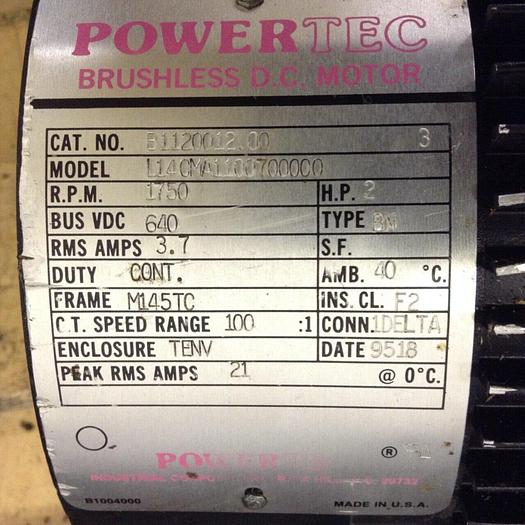 POWERTEC
BRUSHLESS D.C. MOTOR
CAT. NO. B1120012.00 3
MODEL
R.P.M. 1750 H.P. 2
BUS VDC 640 TYPE BN
RMS AMPS 3.7 S.F.
DUTY CONT. AMB. 40 °C.
FRAME M145TC INS. CL. F2
C.T. SPEED RANGE 100 :1 CONN. 1DELTA
ENCLOSURE TENV DATE 9518
PEAK RMS AMPS 21 @ 0°C.
POWERTEC ®
INDUSTRIAL
B1004000 MADE IN U.S.A.